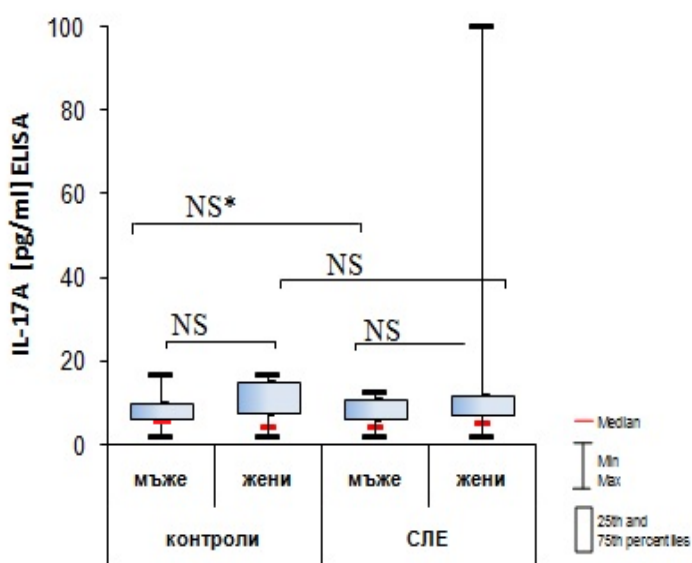 IL-17A [pg/ml] ELISA
100
80
60
40
20
0
NS*
NS
NS
NS
мъже
жени
мъже
жени
контроли
СЛЕ
Median
Min
Max
25th and
75th percentiles